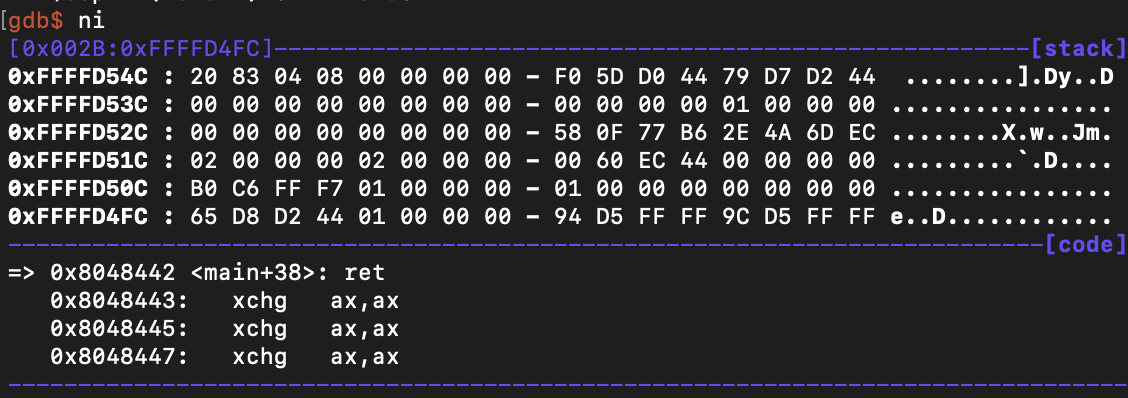 [gdb$ ni
[0x002B:0xFFFFD4FC]------------------------------------------------------[stack]
0xFFFFD54C : 20 83 04 08 00 00 00 00 - F0 5D D0 44 79 D7 D2 44  ........].Dy..D
0xFFFFD53C : 00 00 00 00 00 00 00 00 - 00 00 00 00 01 00 00 00 ................
0xFFFFD52C : 00 00 00 00 00 00 00 00 - 58 0F 77 B6 2E 4A 6D EC ........X.w..Jm.
0xFFFFD51C : 02 00 00 00 02 00 00 00 - 00 60 EC 44 00 00 00 00 .........`.D....
0xFFFFD50C : B0 C6 FF F7 01 00 00 00 - 01 00 00 00 00 00 00 00 ................
0xFFFFD4FC : 65 D8 D2 44 01 00 00 00 - 94 D5 FF FF 9C D5 FF FF e..D............
--------------------------------------------------------------------------[code]
=> 0x8048442 <main+38>: ret
0x8048443: xchg ax,ax
0x8048445: xchg ax,ax
0x8048447: xchg ax,ax
--------------------------------------------------------------------------------